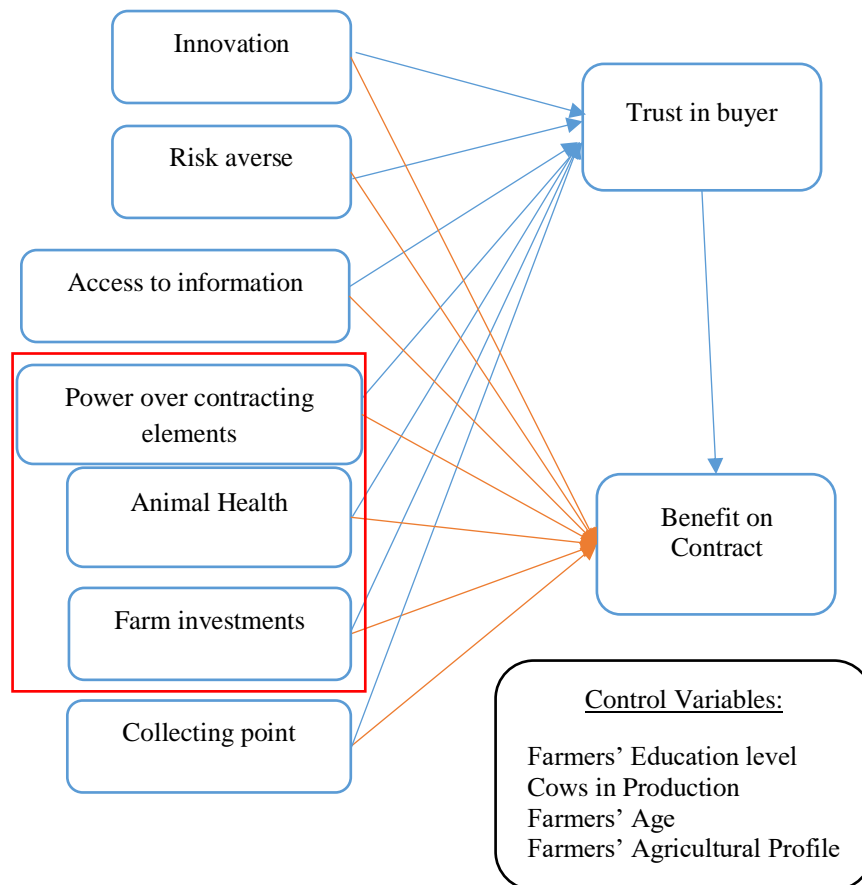 Innovation
Trust in buyer
Risk averse
Access to information
Power over contracting
elements
Animal Health
Benefit on
Contract
Farm investments
Collecting point
Control Variables:
Farmers’ Education level
Cows in Production
Farmers’ Age
Farmers’ Agricultural Profile